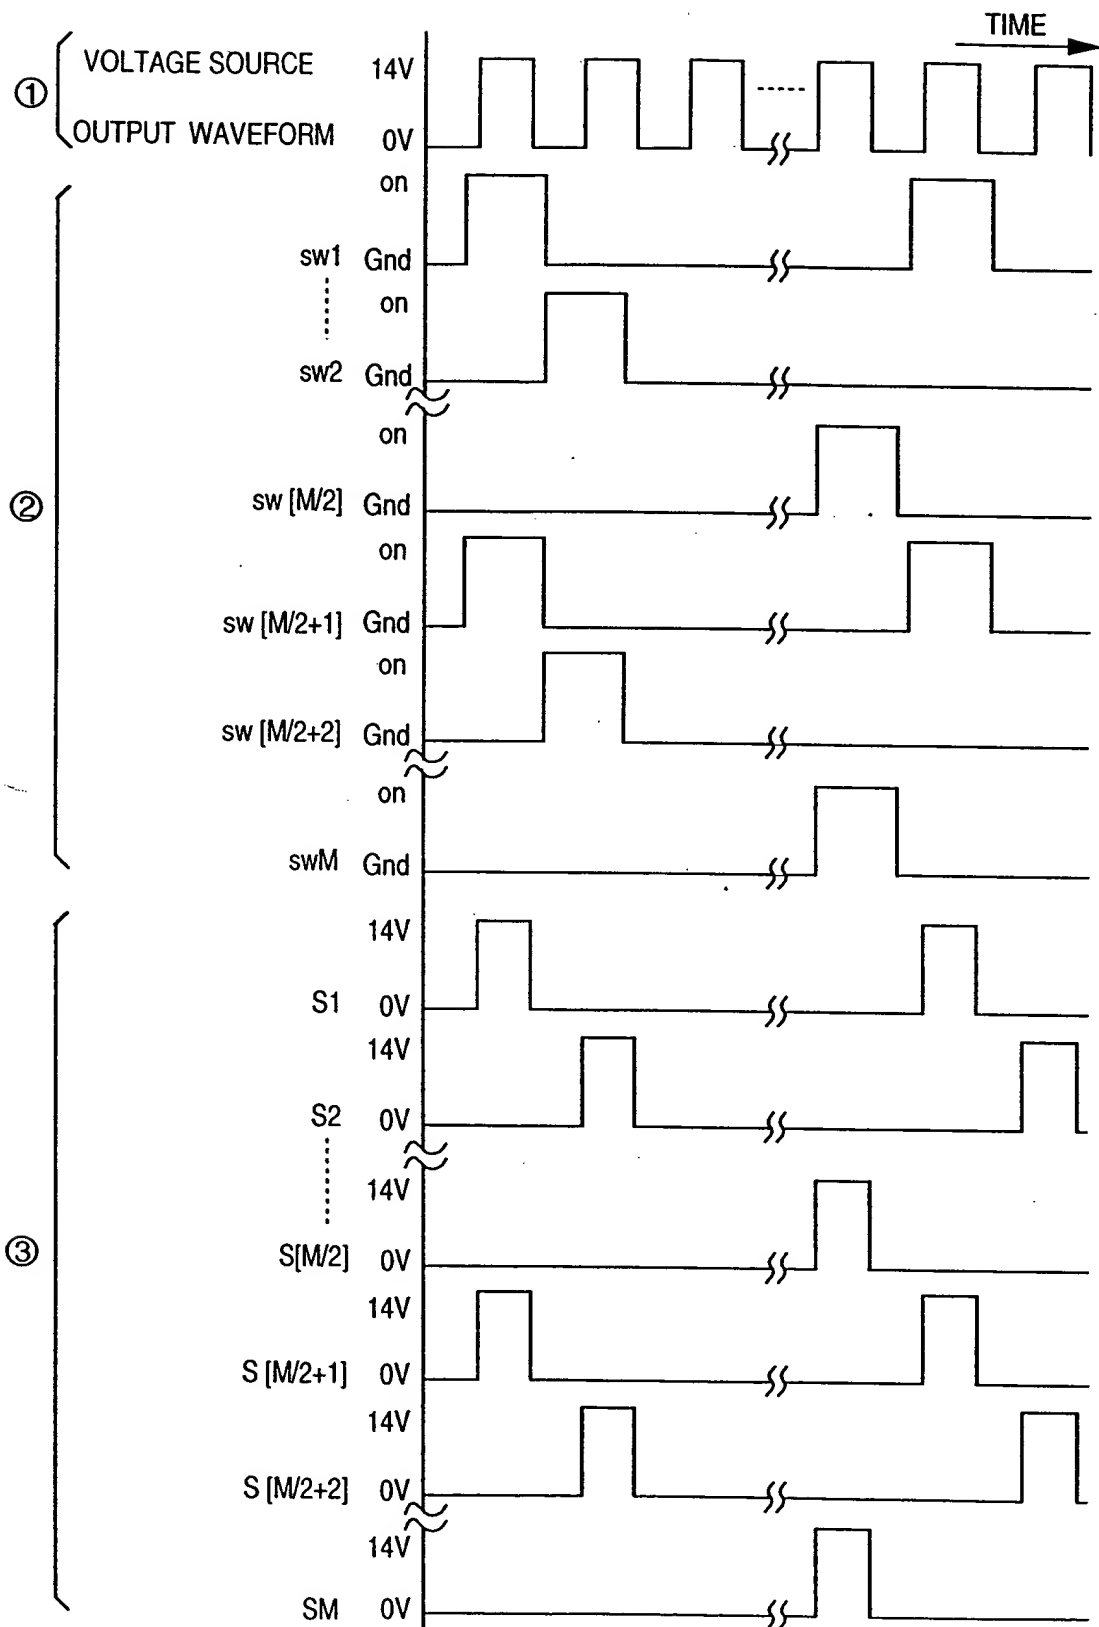 TIME
① VOLTAGE SOURCE 14V
OUTPUT WAVEFORM 0V
②
on
sw1 Gnd
on
sw2 Gnd
on
sw [M/2] Gnd
on
sw [M/2+1] Gnd
on
sw [M/2+2] Gnd
on
swM Gnd
③
14V
S1 0V
14V
S2 0V
14V
S[M/2] 0V
14V
S [M/2+1] 0V
14V
S [M/2+2] 0V
14V
SM 0V